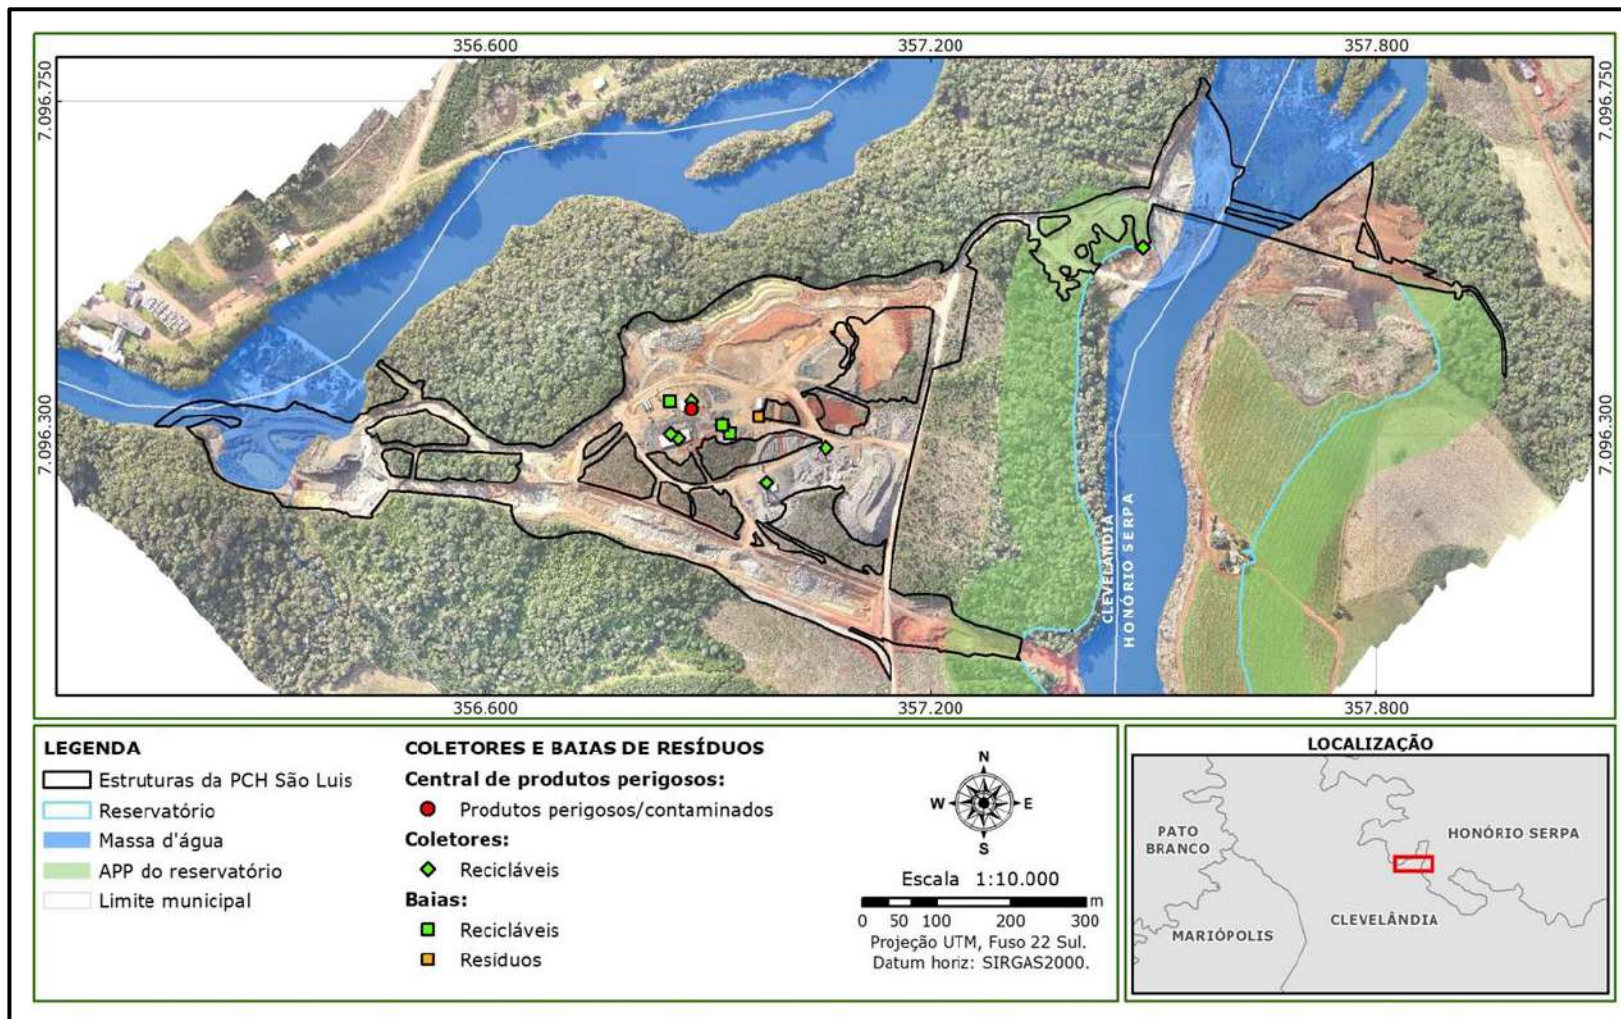 356.600 357.200 357.800
7.096.750 7.096.750
7.096.300 7.096.300
CLEVELÂNDIA
HONÓRIO SERPA
356.600 357.200 357.800
LEGENDA
Estruturas da PCH São Luis
Reservatório
Massa d'água
APP do reservatório
Limite municipal
COLETORES E BAIAS DE RESÍDUOS
Central de produtos perigosos:
Produtos perigosos/contaminados
Coletores:
Recicláveis
Baias:
Recicláveis
Resíduos
N
W E
S
Escala 1:10.000
m
0 50 100 200 300
Projeção UTM, Fuso 22 Sul.
Datum horiz: SIRGAS2000.
LOCALIZAÇÃO
PATO
BRANCO
HONÓRIO SERPA
CLEVELÂNDIA
MARIÓPOLIS